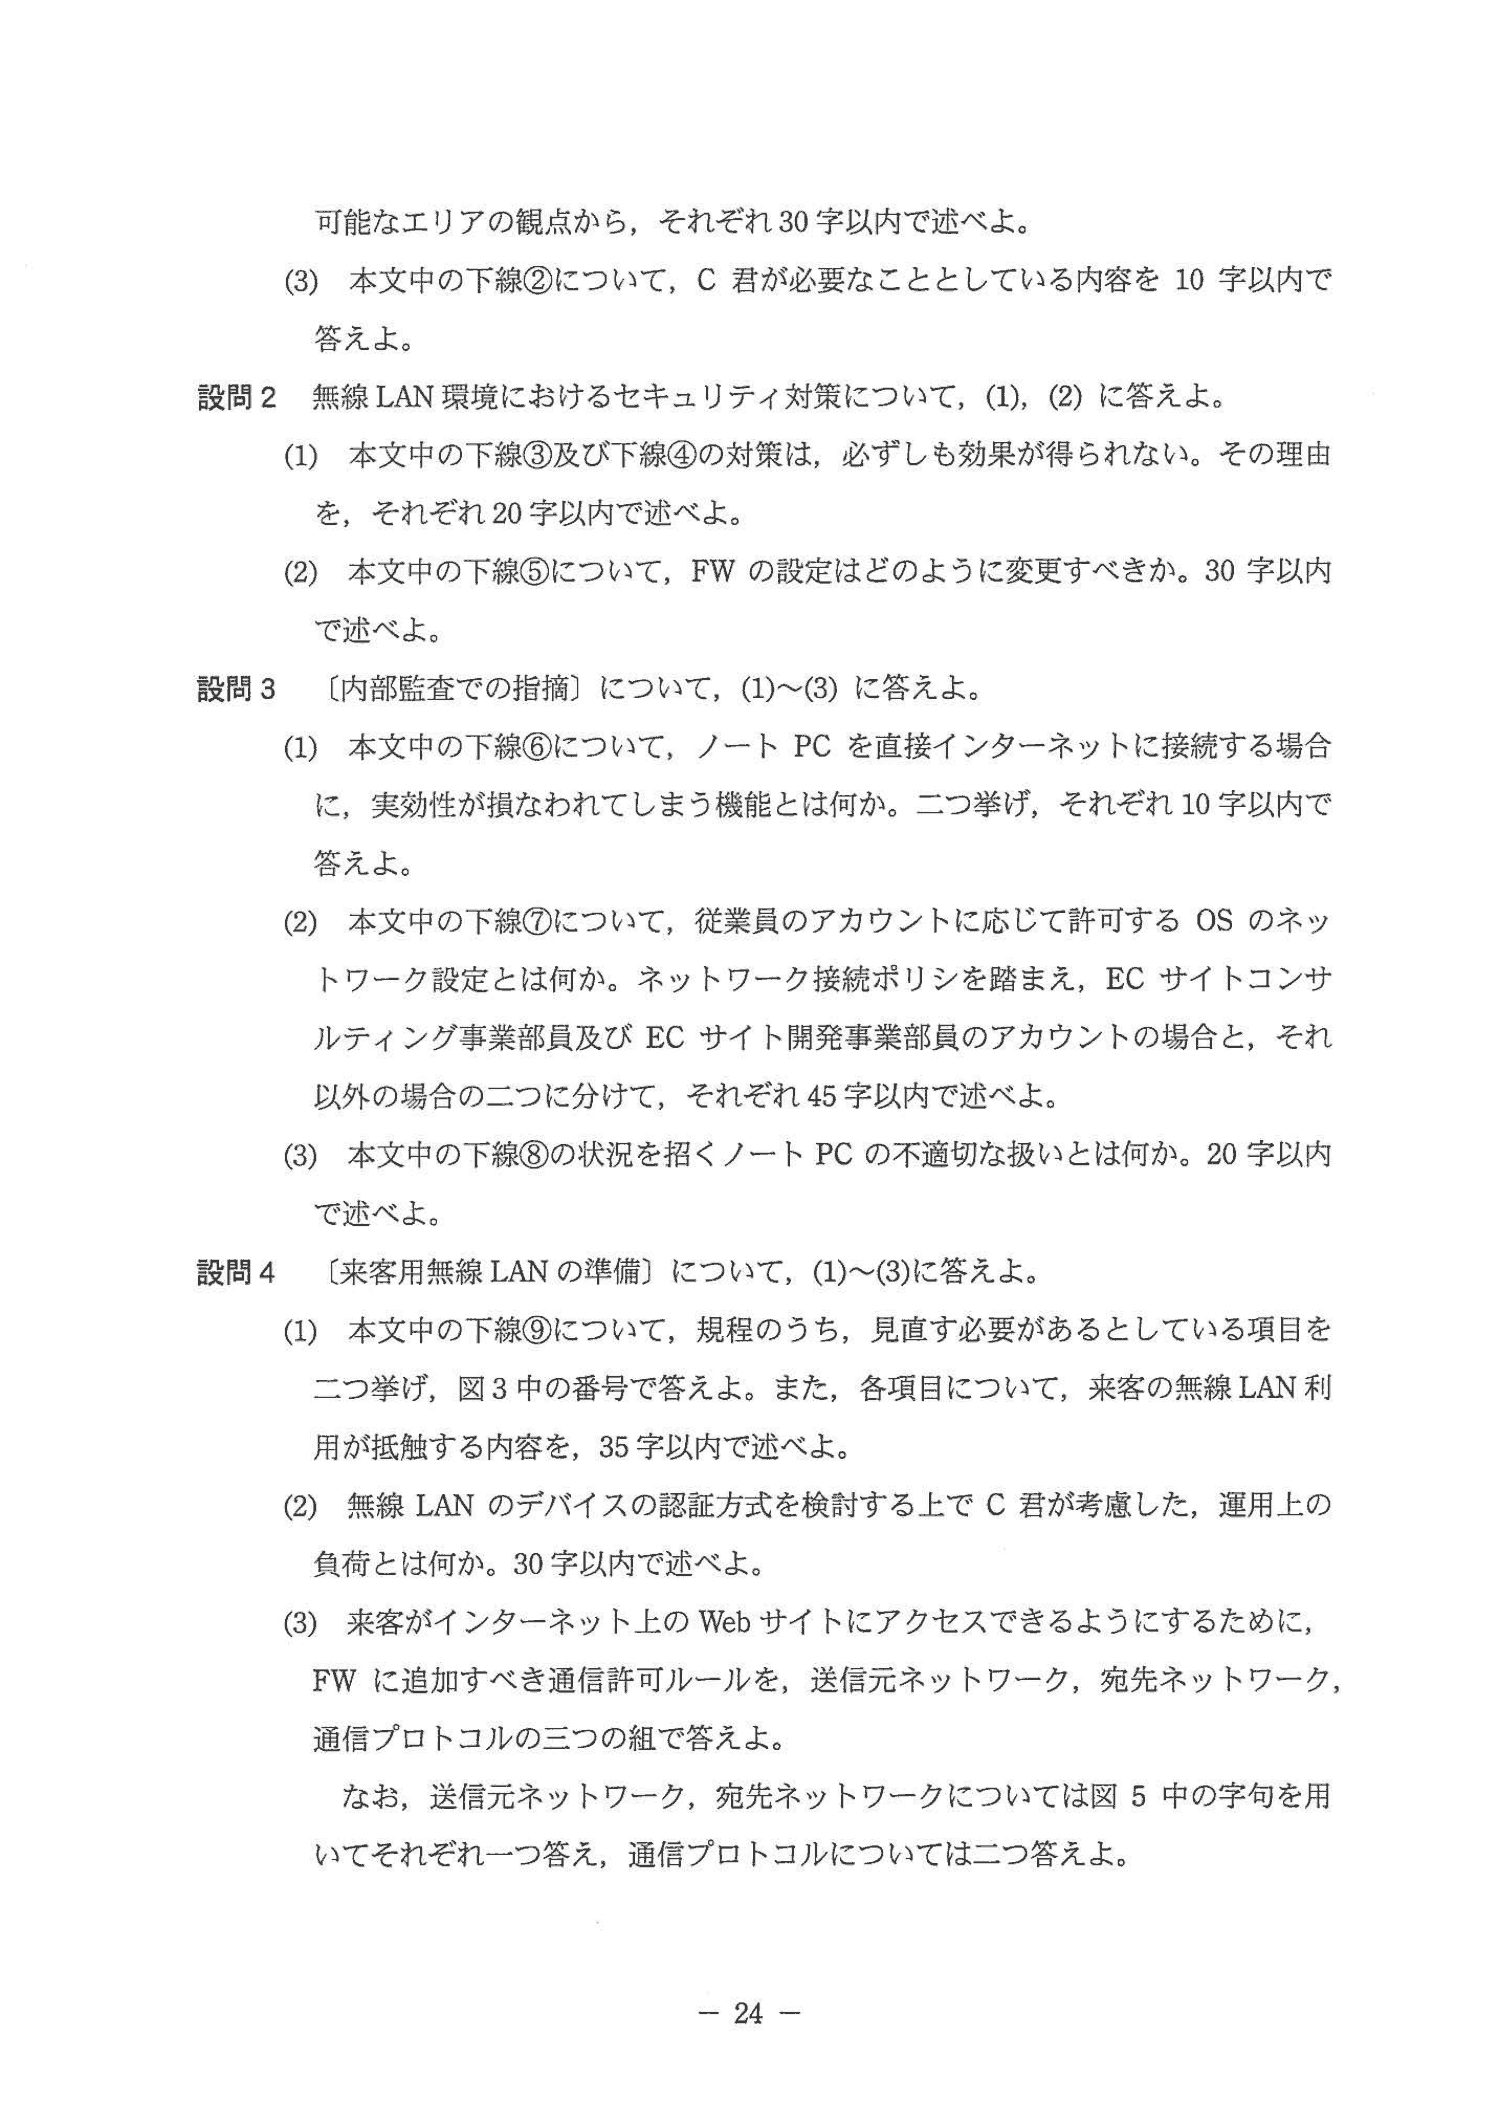 可能なエリアの観点から，それぞれ 30 字以内で述べよ。
(3) 本文中の下線②について，C 君が必要なこととしている内容を 10 字以内で
答えよ。
設問 2 無線 LAN 環境におけるセキュリティ対策について，(1)，(2) に答えよ。
(1) 本文中の下線③及び下線④の対策は，必ずしも効果が得られない。その理由
を，それぞれ 20 字以内で述べよ。
(2) 本文中の下線⑤について，FW の設定はどのように変更すべきか。30 字以内
で述べよ。
設問 3 〔内部監査での指摘〕について，(1)～(3) に答えよ。
(1) 本文中の下線⑥について，ノート PC を直接インターネットに接続する場合
に，実効性が損なわれてしまう機能とは何か。二つ挙げ，それぞれ 10 字以内で
答えよ。
(2) 本文中の下線⑦について，従業員のアカウントに応じて許可する OS のネッ
トワーク設定とは何か。ネットワーク接続ポリシを踏まえ，EC サイトコンサ
ルティング事業部員及び EC サイト開発事業部員のアカウントの場合と，それ
以外の場合の二つに分けて，それぞれ 45 字以内で述べよ。
(3) 本文中の下線⑧の状況を招くノート PC の不適切な扱いとは何か。20 字以内
で述べよ。
設問 4 〔来客用無線 LAN の準備〕について，(1)～(3)に答えよ。
(1) 本文中の下線⑨について，規程のうち，見直す必要があるとしている項目を
二つ挙げ，図 3 中の番号で答えよ。また，各項目について，来客の無線 LAN 利
用が抵触する内容を，35 字以内で述べよ。
(2) 無線 LAN のデバイスの認証方式を検討する上で C 君が考慮した，運用上の
負荷とは何か。30 字以内で述べよ。
(3) 来客がインターネット上の Web サイトにアクセスできるようにするために，
FW に追加すべき通信許可ルールを，送信元ネットワーク，宛先ネットワーク，
通信プロトコルの三つの組で答えよ。
なお，送信元ネットワーク，宛先ネットワークについては図 5 中の字句を用
いてそれぞれ一つ答え，通信プロトコルについては二つ答えよ。
－ 24 －